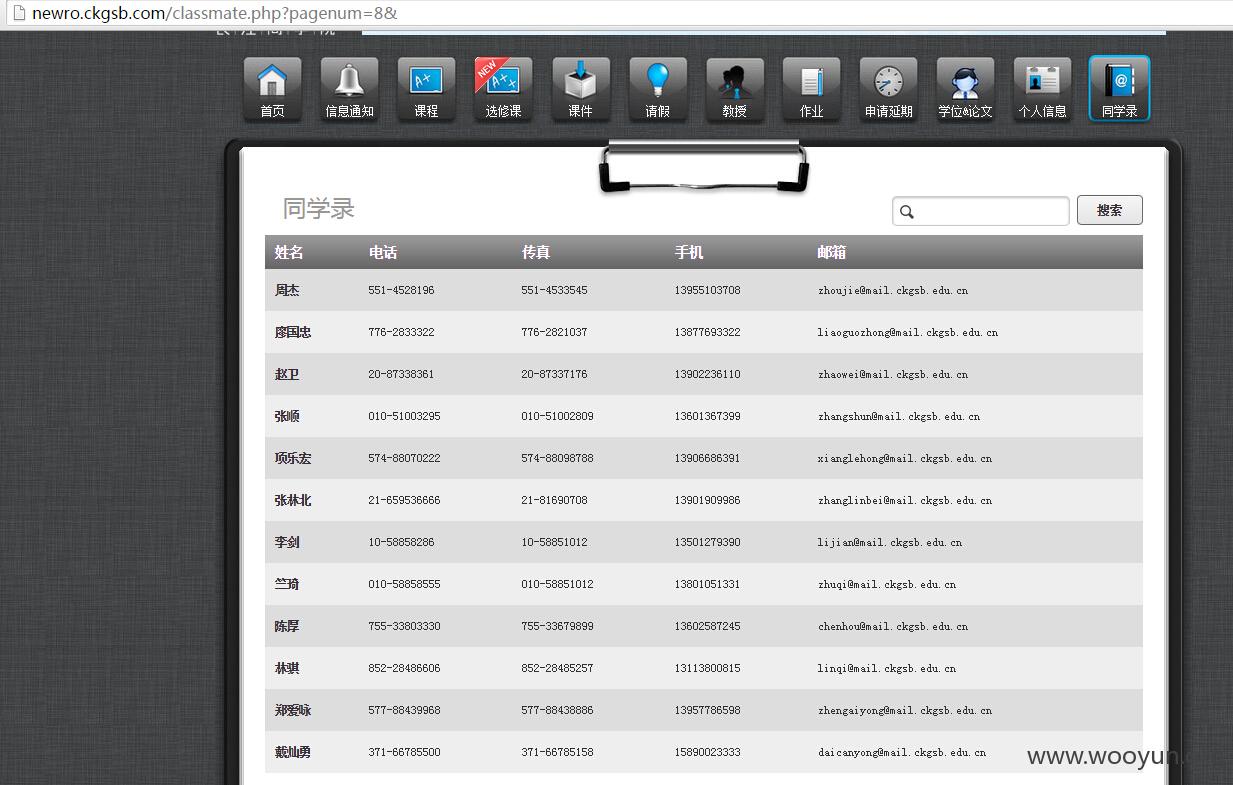 newro.ckgsb.com/classmate.php?pagenum=8&
首页 信息通知 课程 NEW 选修课 课件 请假 教授 作业 申请延期 学位&论文 个人信息 同学录
同学录 搜索
姓名 电话 传真 手机 邮箱
周杰 551-4528196 551-4533545 13955103708 zhoujie@mail.ckgsb.edu.cn
廖国忠 776-2833322 776-2821037 13877693322 liaoguozhong@mail.ckgsb.edu.cn
赵卫 20-87338361 20-87337176 13902236110 zhaowei@mail.ckgsb.edu.cn
张顺 010-51003295 010-51002809 13601367399 zhangshun@mail.ckgsb.edu.cn
项乐宏 574-88070222 574-88098788 13906686391 xianglehong@mail.ckgsb.edu.cn
张林北 21-659536666 21-81690708 13901909986 zhanglinbei@mail.ckgsb.edu.cn
李剑 10-58858286 10-58851012 13501279390 lijian@mail.ckgsb.edu.cn
竺琦 010-58858555 010-58851012 13801051331 zhuqi@mail.ckgsb.edu.cn
陈厚 755-33803330 755-33679899 13602587245 chenhou@mail.ckgsb.edu.cn
林骐 852-28486606 852-28485257 13113800815 linqi@mail.ckgsb.edu.cn
郑爱咏 577-88439968 577-88438886 13957786598 zhengaiyong@mail.ckgsb.edu.cn
戴灿勇 371-66785500 371-66785158 15890023333 daicanyong@mail.ckgsb.edu.cn
www.wooyun.